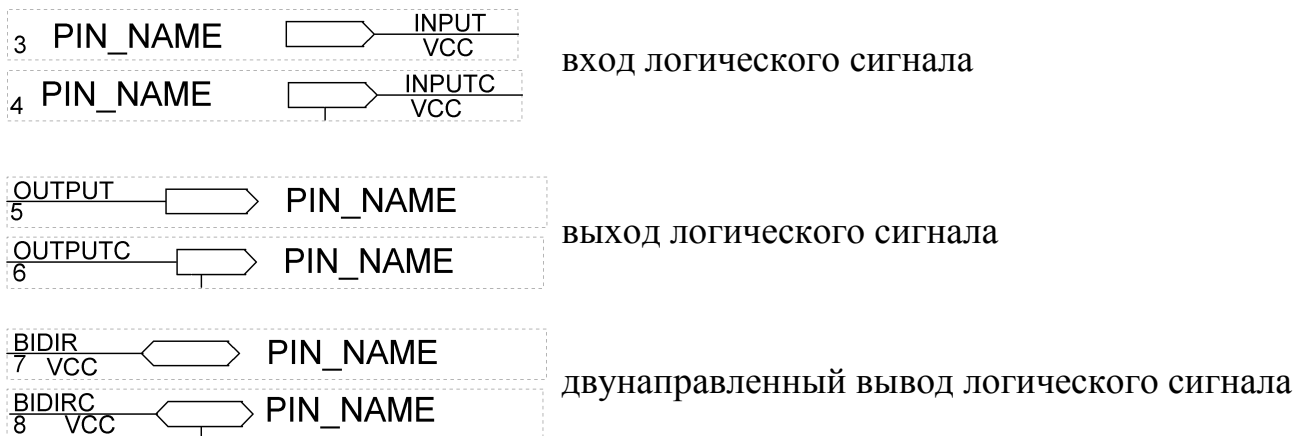 3 PIN_NAME INPUT
VCC
вход логического сигнала
4 PIN_NAME INPUTC
VCC
OUTPUT
5 PIN_NAME
выход логического сигнала
OUTPUTC
6 PIN_NAME
BIDIR
7 VCC PIN_NAME
двунаправленный вывод логического сигнала
BIDIRC
8 VCC PIN_NAME